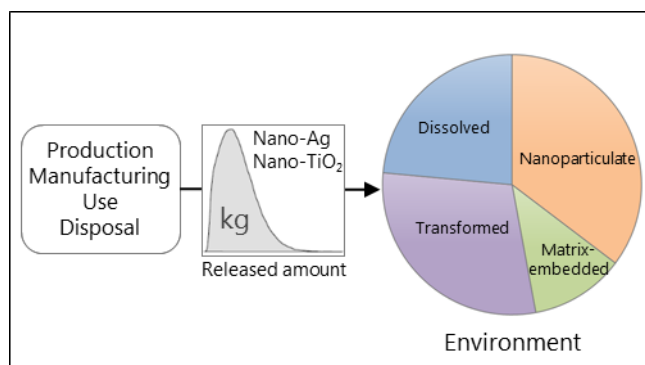 Production
Manufacturing
Use
Disposal
Nano-Ag
Nano-TiO₂
kg
Released amount
Dissolved
Nanoparticulate
Transformed
Matrix-
embedded
Environment